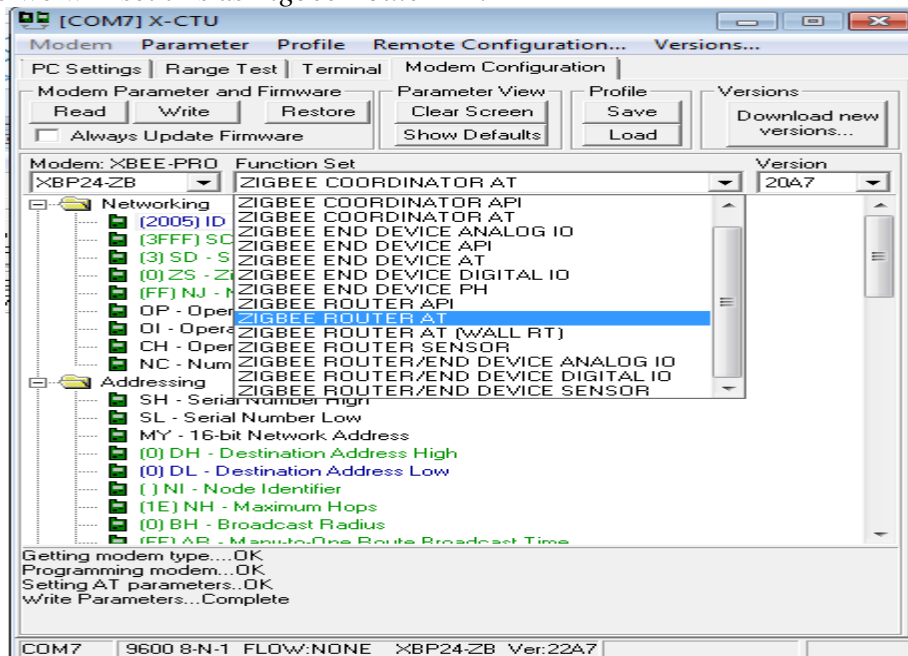 [COM7] X-CTU
Modem Parameter Profile Remote Configuration... Versions...
PC Settings Range Test Terminal Modem Configuration
Modem Parameter and Firmware Parameter View Profile Versions
Read Write Restore Clear Screen Save Download new versions...
Always Update Firmware Show Defaults Load
Modem: XBEE-PRO Function Set Version
XBP24-ZB ZIGBEE COORDINATOR AT 20A7
Networking
(2005) ID
(3FFF) SC
(3) SD - S
(0) ZS - Zi
(FF) NJ - N
OP - Oper
OI - Opera
CH - Oper
NC - Num
ZIGBEE COORDINATOR API
ZIGBEE COORDINATOR AT
ZIGBEE END DEVICE ANALOG IO
ZIGBEE END DEVICE API
ZIGBEE END DEVICE AT
ZIGBEE END DEVICE DIGITAL IO
ZIGBEE END DEVICE PH
ZIGBEE ROUTER API
ZIGBEE ROUTER AT
ZIGBEE ROUTER AT (WALL RT)
ZIGBEE ROUTER SENSOR
ZIGBEE ROUTER/END DEVICE ANALOG IO
ZIGBEE ROUTER/END DEVICE DIGITAL IO
ZIGBEE ROUTER/END DEVICE SENSOR
Addressing
SH - Serial Number High
SL - Serial Number Low
MY - 16-bit Network Address
(0) DH - Destination Address High
(0) DL - Destination Address Low
( ) NI - Node Identifier
(1E) NH - Maximum Hops
(0) BH - Broadcast Radius
(FF) AR - Many-to-One Route Broadcast Time
Getting modem type....OK
Programming modem...OK
Setting AT parameters..OK
Write Parameters...Complete
COM7 9600 8-N-1 FLOW:NONE XBP24-ZB Ver:22A7